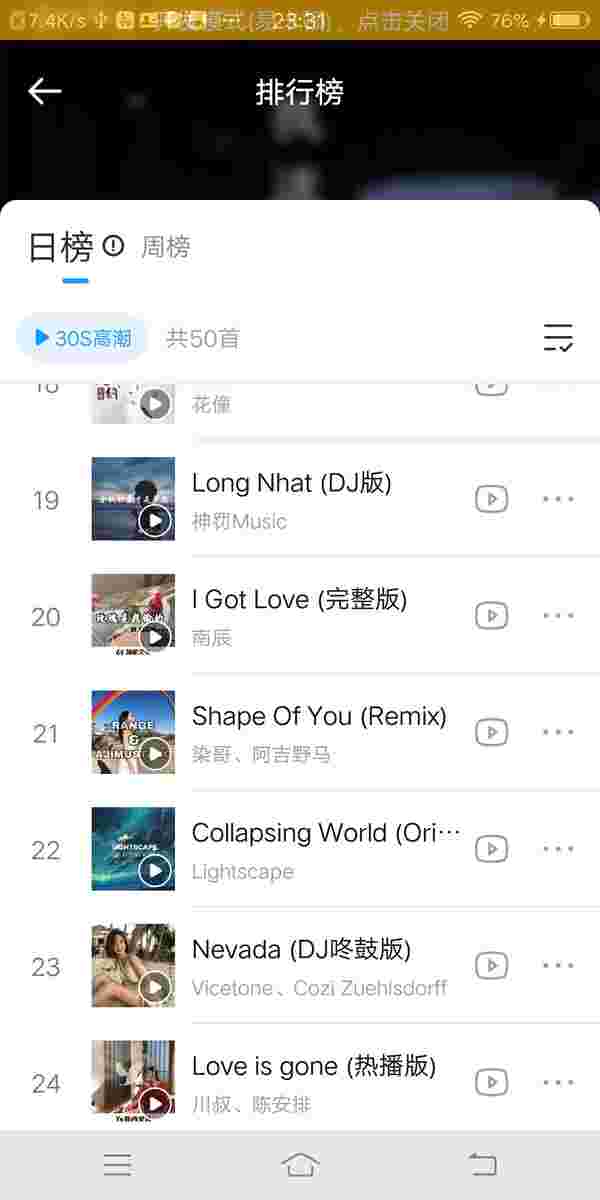 7.4K/s
23:31
点击关闭
76%
排行榜
日榜
周榜
30S高潮
共50首
18
花僮
19
Long Nhat (DJ版)
神罚Music
20
I Got Love (完整版)
南辰
21
RANGE
&
Shape Of You (Remix)
染哥、阿吉野马
22
LIGHTSCAPE
Collapsing World (Ori···
Lightscape
23
Nevada (DJ咚鼓版)
Vicetone、Cozi Zuehlsdorff
24
Love is gone (热播版)
川叔、陈安排